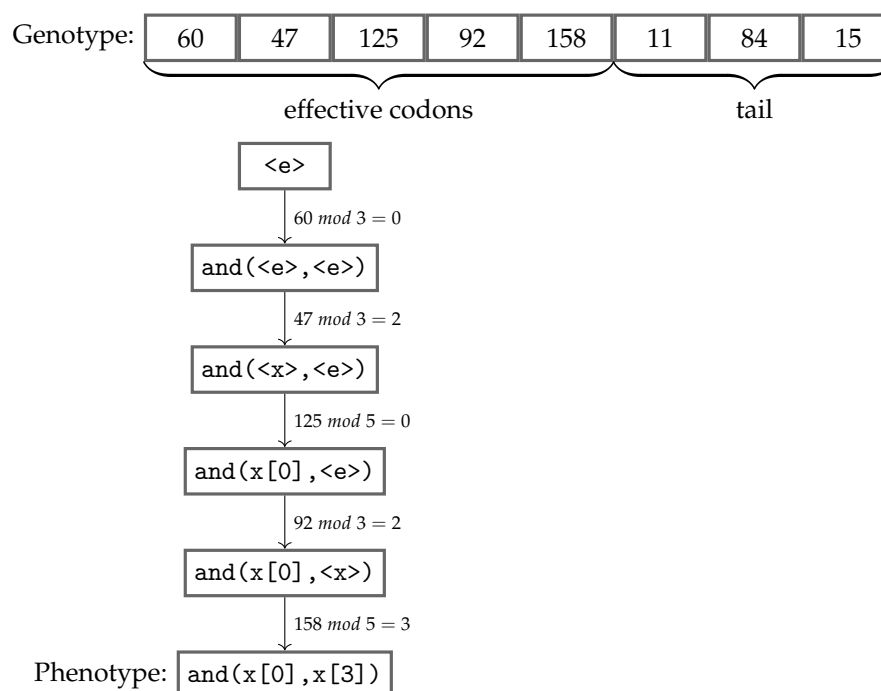 Genotype: 60 47 125 92 158 11 84 15
effective codons tail
<e>
60 mod 3 = 0
and(<e>,<e>)
47 mod 3 = 2
and(<x>,<e>)
125 mod 5 = 0
and(x[0],<e>)
92 mod 3 = 2
and(x[0],<x>)
158 mod 5 = 3
Phenotype: and(x[0],x[3])